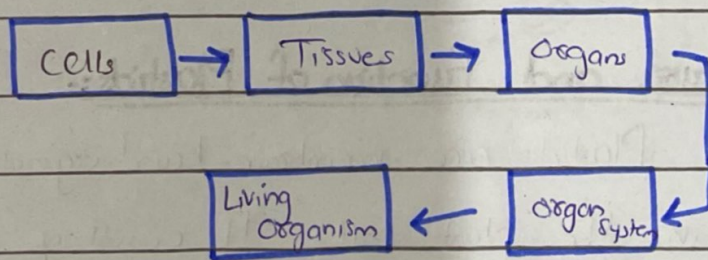 Cells
Tissues
Organs
Organ
System
Living
Organism